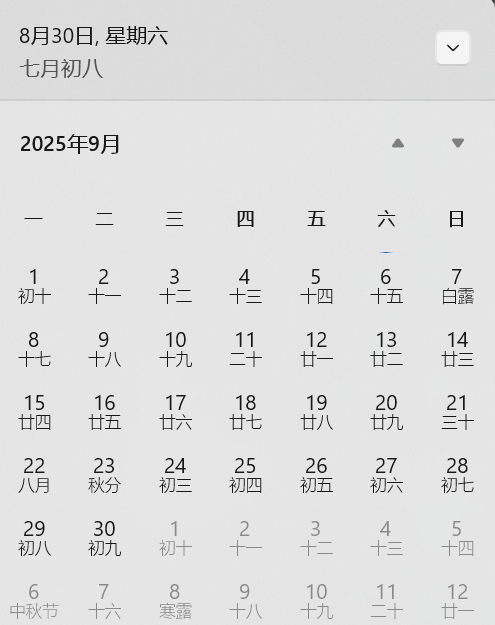 8月30日, 星期六
七月初八
2025年9月
一 二 三 四 五 六 日
1 2 3 4 5 6 7
初十 十一 十二 十三 十四 十五 白露
8 9 10 11 12 13 14
十七 十八 十九 二十 廿一 廿二 廿三
15 16 17 18 19 20 21
廿四 廿五 廿六 廿七 廿八 廿九 三十
22 23 24 25 26 27 28
八月 秋分 初三 初四 初五 初六 初七
29 30 1 2 3 4 5
初八 初九 初十 十一 十二 十三 十四
6 7 8 9 10 11 12
中秋节 十六 寒露 十八 十九 二十 廿一